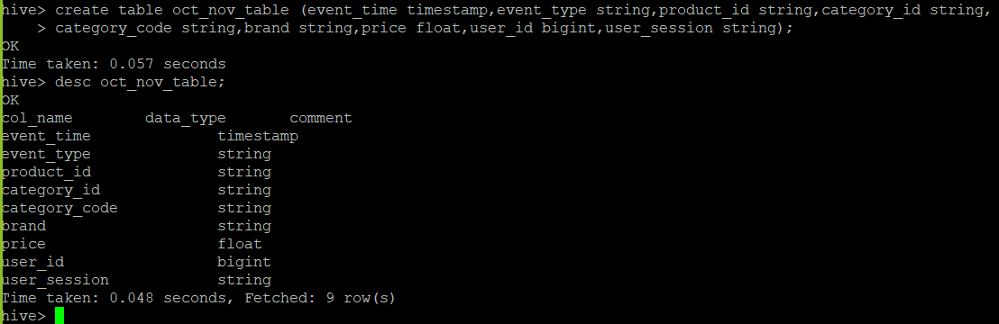 hive> create table oct_nov_table (event_time timestamp,event_type string,product_id string,category_id string,
    > category_code string,brand string,price float,user_id bigint,user_session string);
OK
Time taken: 0.057 seconds
hive> desc oct_nov_table;
OK
col_name        data_type       comment
event_time              timestamp
event_type              string
product_id              string
category_id             string
category_code           string
brand                   string
price                   float
user_id                 bigint
user_session            string
Time taken: 0.048 seconds, Fetched: 9 row(s)
hive>